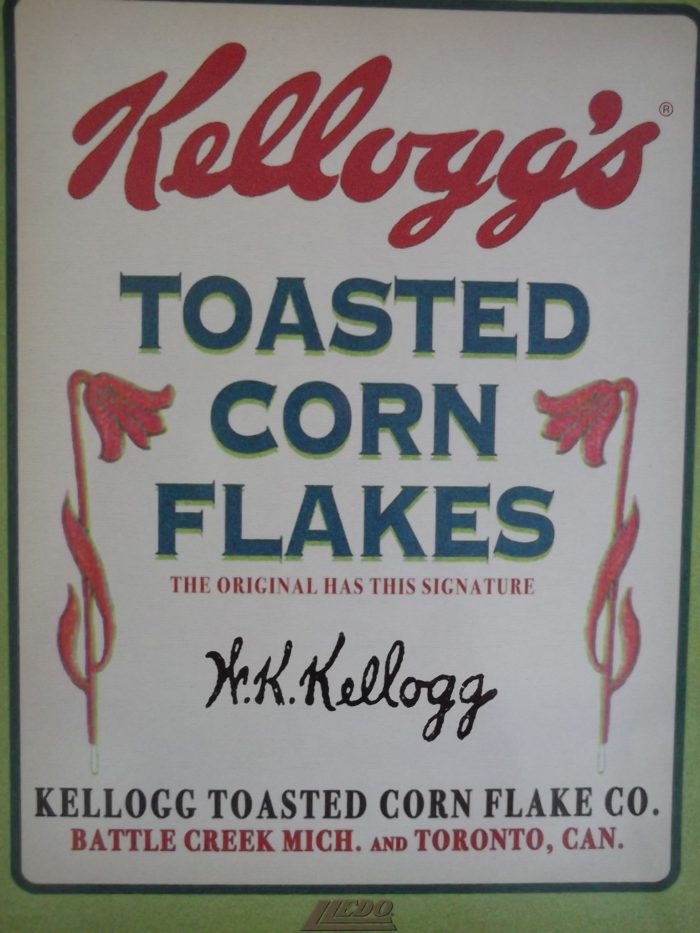 Kellogg's ®
TOASTED
CORN
FLAKES
THE ORIGINAL HAS THIS SIGNATURE
W.K.Kellogg
KELLOGG TOASTED CORN FLAKE CO.
BATTLE CREEK MICH. AND TORONTO, CAN.
LLEDO